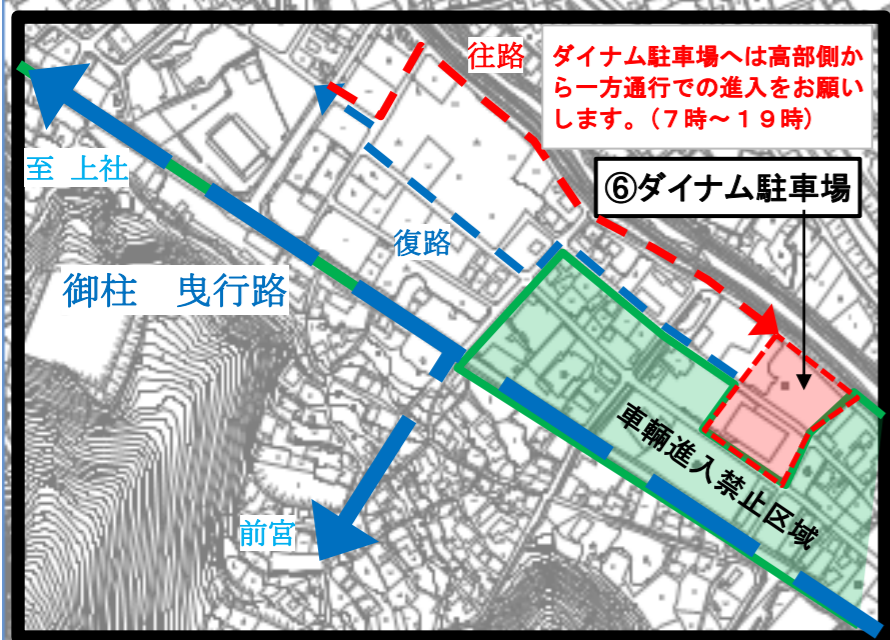 往路
ダイナム駐車場へは高部側か
ら一方通行での進入をお願い
します。（７時～１９時）
至 上社
⑥ダイナム駐車場
復路
御柱　曳行路
車輛進入禁止区域
前宮